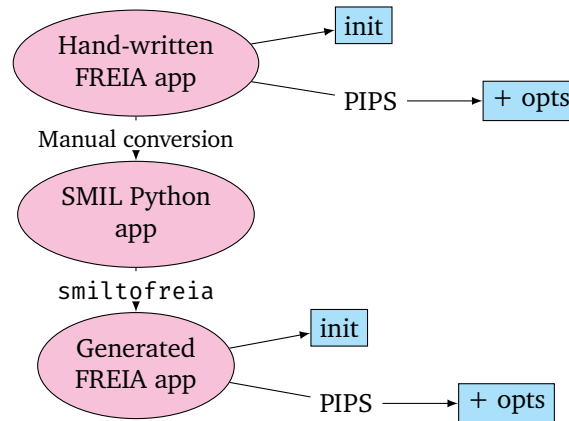 Hand-written
FREIA app
init
PIPS
+ opts
Manual conversion
SMIL Python
app
smiltofreia
Generated
FREIA app
init
PIPS
+ opts